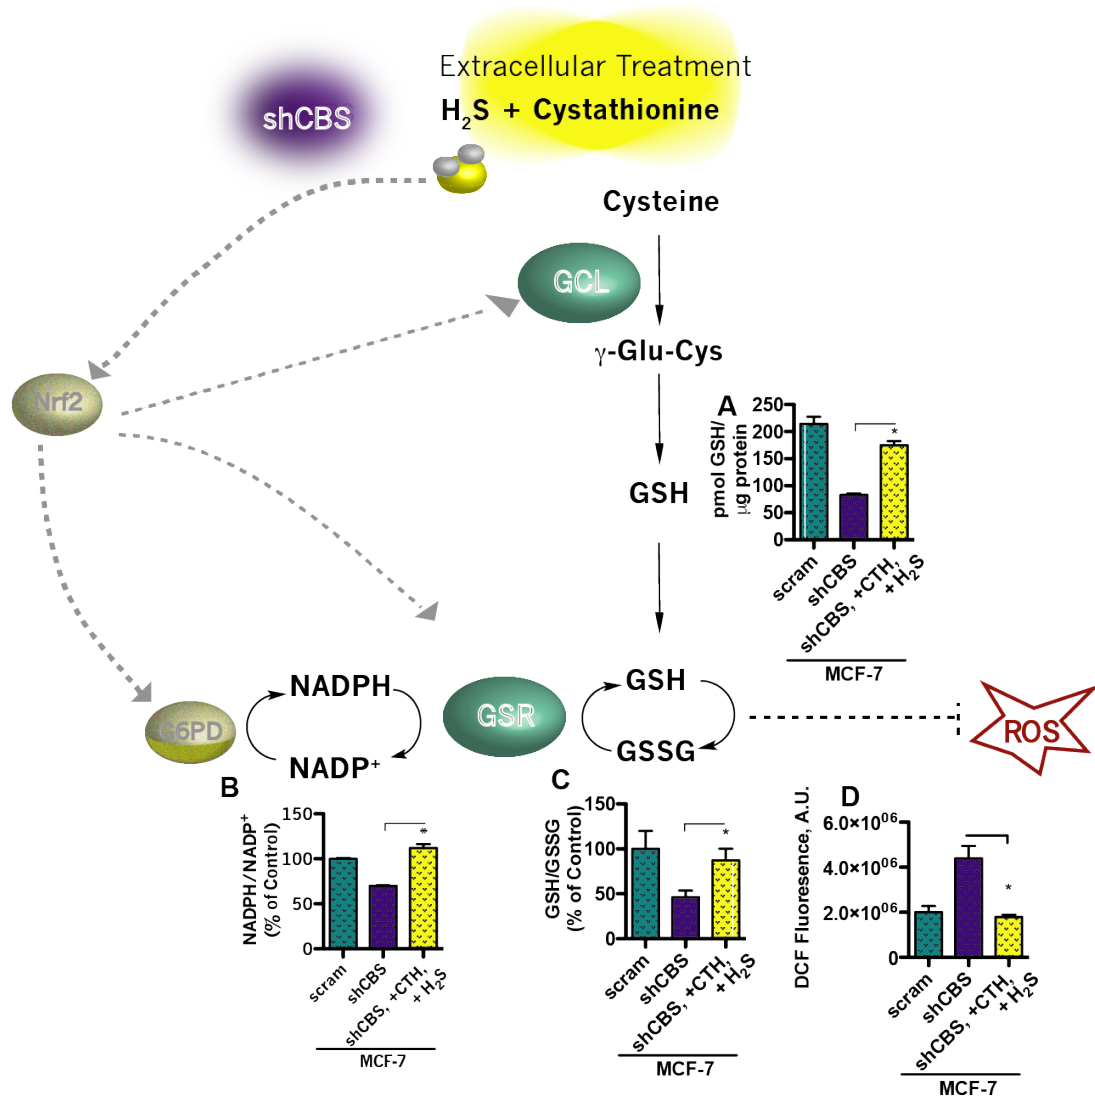 Extracellular Treatment
shCBS
H₂S + Cystathionine
Cysteine
GCL
γ-Glu-Cys
Nrf2
A
pmol GSH/
µg protein
250
200
150
100
50
0
*
scram
shCBS
shCBS, +CTH,
+ H₂S
MCF-7
GSH
NADPH
GSH
G6PD
GSR
ROS
NADP⁺
GSSG
B
NADPH/NADP⁺
(% of Control)
150
100
50
0
*
scram
shCBS
shCBS, +CTH,
+ H₂S
MCF-7
C
GSH/GSSG
(% of Control)
150
100
50
0
*
scram
shCBS
shCBS, +CTH,
+ H₂S
MCF-7
D
DCF Fluoresence, A.U.
6.0×10⁰⁶
4.0×10⁰⁶
2.0×10⁰⁶
0
*
scram
shCBS
shCBS, +CTH,
+ H₂S
MCF-7